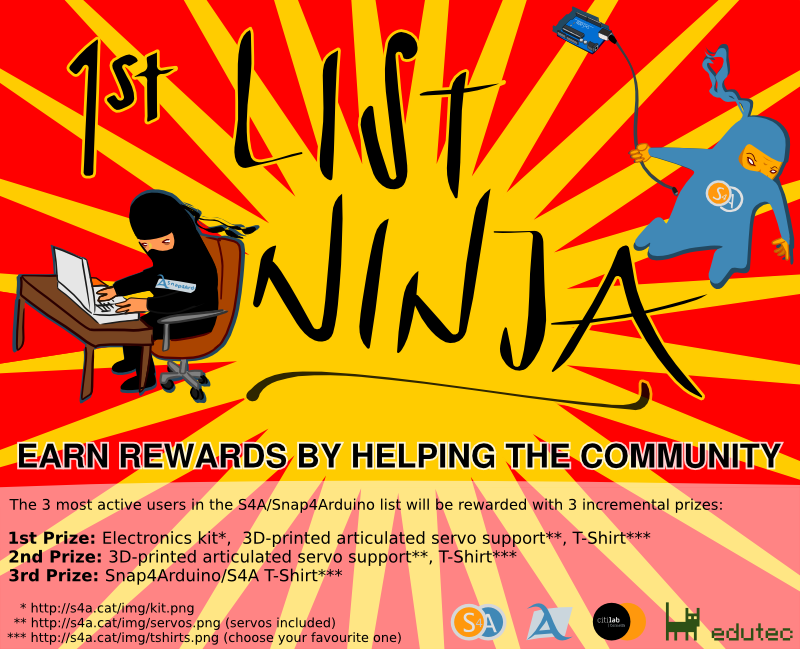 1st LIST
NINJA
S4A
Snap4Ard
EARN REWARDS BY HELPING THE COMMUNITY
The 3 most active users in the S4A/Snap4Arduino list will be rewarded with 3 incremental prizes:
1st Prize: Electronics kit*, 3D-printed articulated servo support**, T-Shirt***
2nd Prize: 3D-printed articulated servo support**, T-Shirt***
3rd Prize: Snap4Arduino/S4A T-Shirt***
* http://s4a.cat/img/kit.png
** http://s4a.cat/img/servos.png (servos included)
*** http://s4a.cat/img/tshirts.png (choose your favourite one)
S4A
citilab
edutec